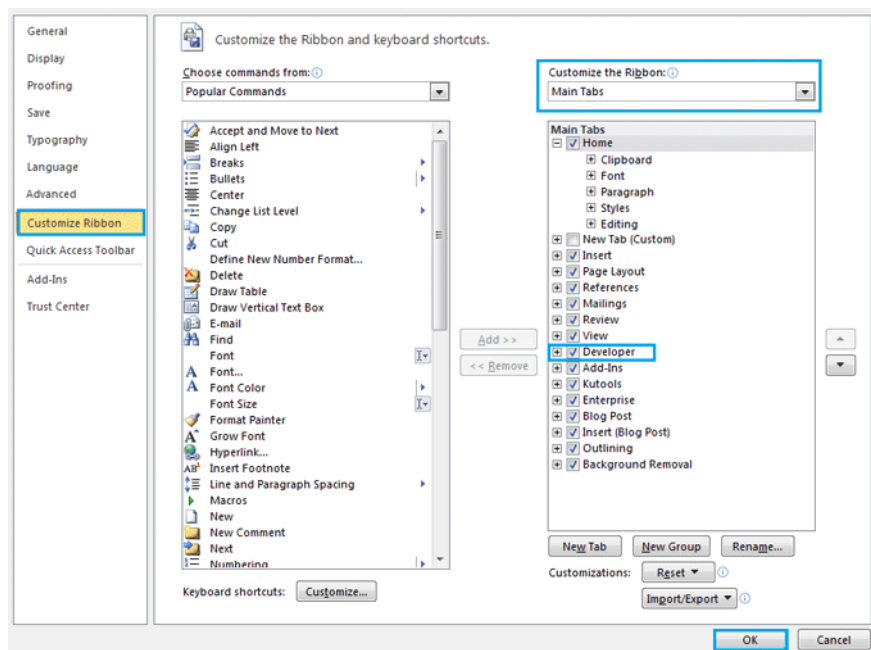 General
Display
Proofing
Save
Typography
Language
Advanced
Customize Ribbon
Quick Access Toolbar
Add-Ins
Trust Center
Customize the Ribbon and keyboard shortcuts.
Choose commands from:
Popular Commands
Accept and Move to Next
Align Left
Breaks
Bullets
Center
Change List Level
Copy
Cut
Define New Number Format...
Delete
Draw Table
Draw Vertical Text Box
E-mail
Find
Font
Font...
Font Color
Font Size
Format Painter
Grow Font
Hyperlink...
Insert Footnote
Line and Paragraph Spacing
Macros
New
New Comment
Next
Numbering
Keyboard shortcuts: Customize...
Add >>
<< Remove
Customize the Ribbon:
Main Tabs
Main Tabs
Home
Clipboard
Font
Paragraph
Styles
Editing
New Tab (Custom)
Insert
Page Layout
References
Mailings
Review
View
Developer
Add-Ins
Kutools
Enterprise
Blog Post
Insert (Blog Post)
Outlining
Background Removal
New Tab New Group Rename...
Customizations: Reset
Import/Export
OK Cancel